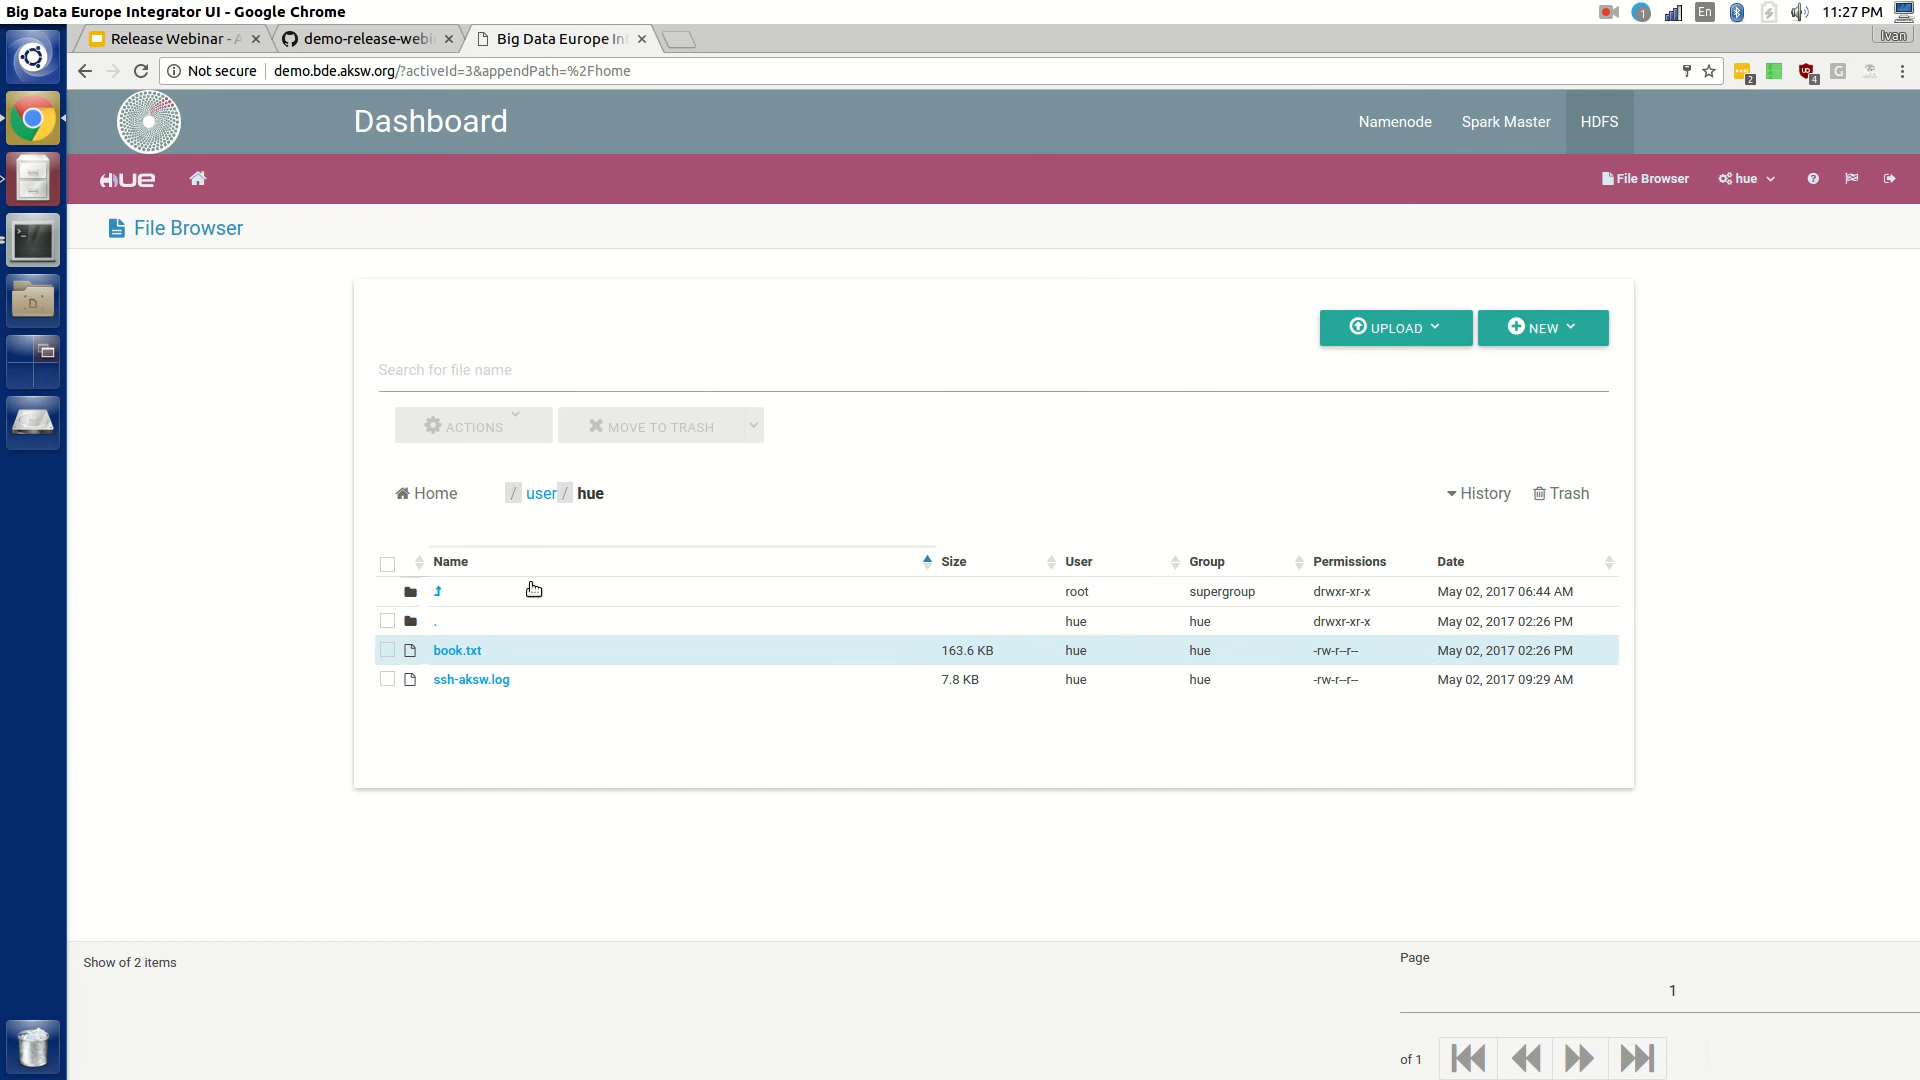 Big Data Europe Integrator UI - Google Chrome
1
En
11:27 PM
Release Webinar -
demo-release-webi
Big Data Europe In
Ivan
Not secure
demo.bde.aksw.org/?activeId=3&appendPath=%2Fhome
2
4
G
Dashboard
Namenode
Spark Master
HDFS
HUE
File Browser
hue
File Browser
UPLOAD
NEW
Search for file name
ACTIONS
MOVE TO TRASH
Home
/ user / hue
History
Trash
Name Size User Group Permissions Date
root supergroup drwxr-xr-x May 02, 2017 06:44 AM
. hue hue drwxr-xr-x May 02, 2017 02:26 PM
book.txt 163.6 KB hue hue -rw-r--r-- May 02, 2017 02:26 PM
ssh-aksw.log 7.8 KB hue hue -rw-r--r-- May 02, 2017 09:29 AM
Show of 2 items
Page
1
of 1